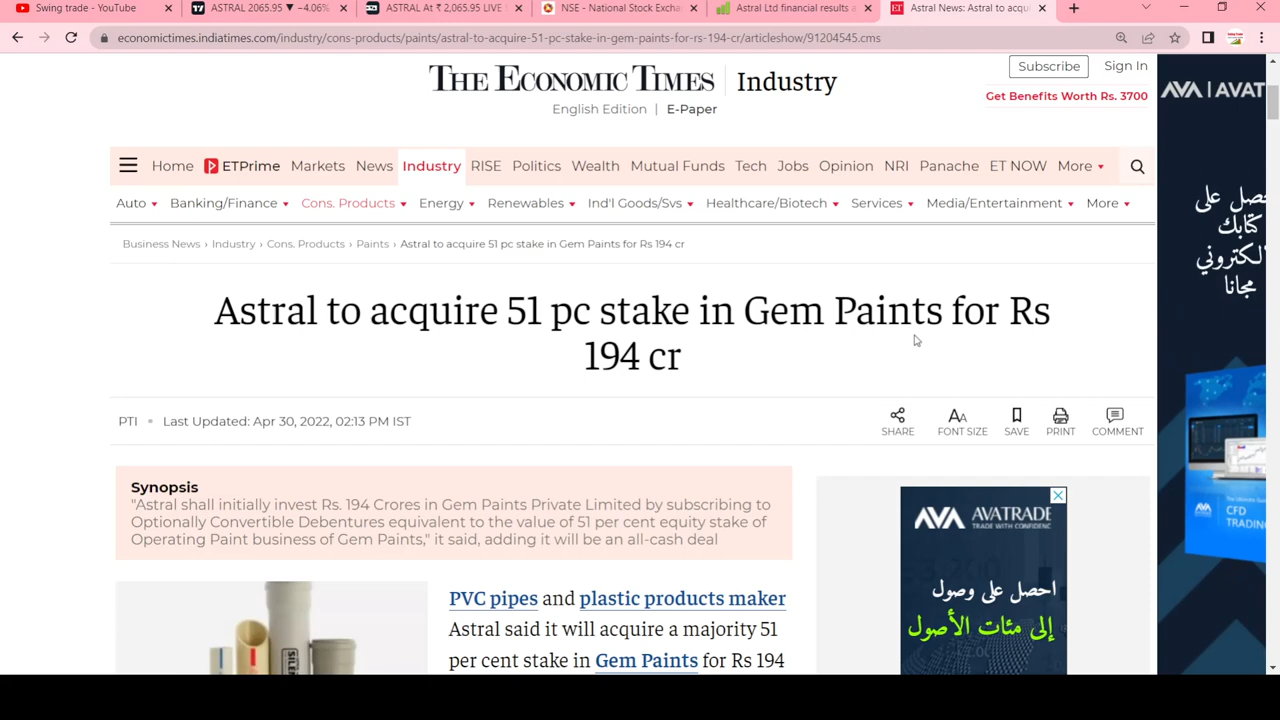 Swing trade - YouTube
ASTRAL 2065.95 ▼ −4.06%
ASTRAL At ₹ 2,065.95 LIVE
NSE - National Stock Excha
Astral Ltd financial results a
Astral News: Astral to acqu
economictimes.indiatimes.com/industry/cons-products/paints/astral-to-acquire-51-pc-stake-in-gem-paints-for-rs-194-cr/articleshow/91204545.cms
THE ECONOMIC TIMES | Industry
Subscribe Sign In
English Edition | E-Paper
Get Benefits Worth Rs. 3700
Home ETPrime Markets News Industry RISE Politics Wealth Mutual Funds Tech Jobs Opinion NRI Panache ET NOW More
Auto Banking/Finance Cons. Products Energy Renewables Ind'l Goods/Svs Healthcare/Biotech Services Media/Entertainment More
Business News › Industry › Cons. Products › Paints › Astral to acquire 51 pc stake in Gem Paints for Rs 194 cr
Astral to acquire 51 pc stake in Gem Paints for Rs
194 cr
PTI • Last Updated: Apr 30, 2022, 02:13 PM IST
SHARE FONT SIZE SAVE PRINT COMMENT
Synopsis
"Astral shall initially invest Rs. 194 Crores in Gem Paints Private Limited by subscribing to
Optionally Convertible Debentures equivalent to the value of 51 per cent equity stake of
Operating Paint business of Gem Paints," it said, adding it will be an all-cash deal
PVC pipes and plastic products maker
Astral said it will acquire a majority 51
per cent stake in Gem Paints for Rs 194
AVATRADE
TRADE WITH CONFIDENCE
احصل على وصول
إلى مئات الأصول
AVA | AVAT
حصل على
كتابك
مجانا
CFD
TRADING